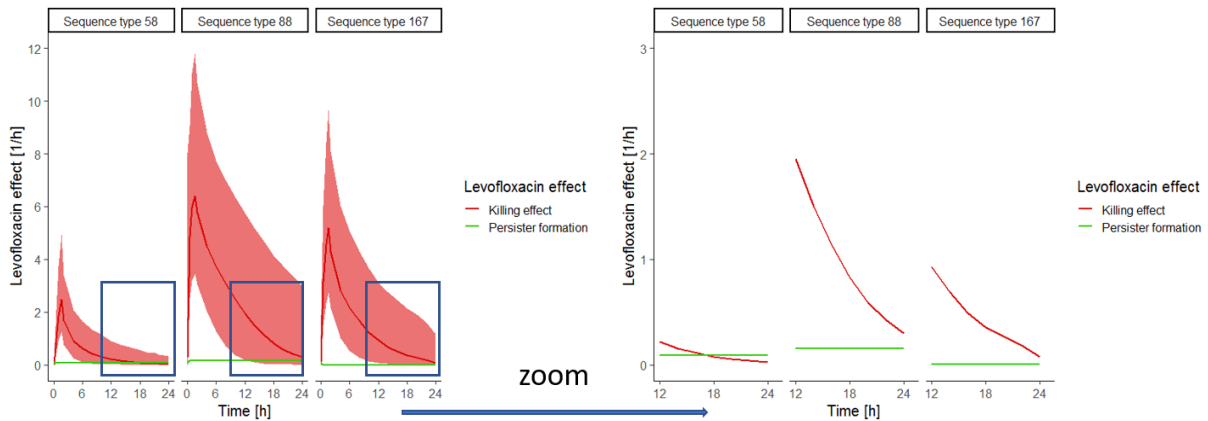 Sequence type 58 Sequence type 88 Sequence type 167
12
10
8
6
4
2
0
Levofloxacin effect [1/h]
0 6 12 18 24 0 6 12 18 24 0 6 12 18 24
Time [h]
Levofloxacin effect
Killing effect
Persister formation
zoom
Sequence type 58 Sequence type 88 Sequence type 167
3
2
1
0
Levofloxacin effect [1/h]
12 18 24 12 18 24 12 18 24
Time [h]
Levofloxacin effect
Killing effect
Persister formation